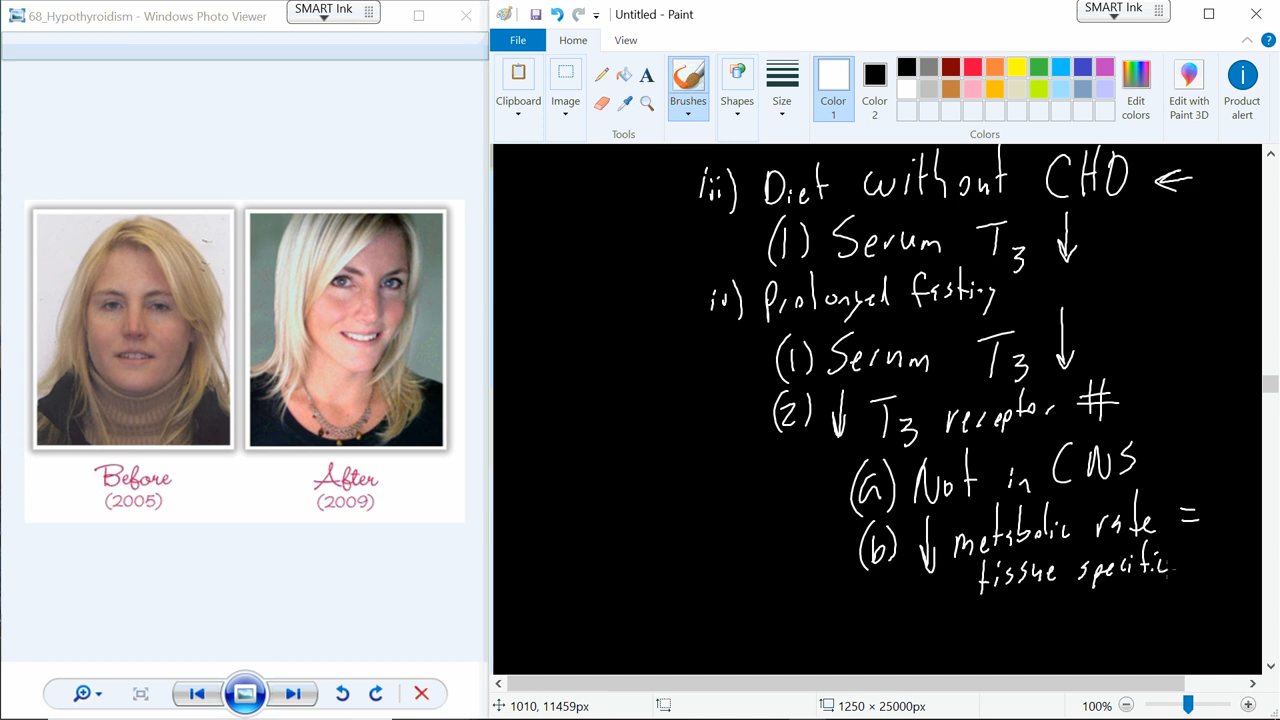 68_Hypothyroidism - Windows Photo Viewer
SMART Ink
Before
(2005)
After
(2009)
Untitled - Paint
SMART Ink
File
Home
View
Clipboard
Image
Tools
Brushes
Shapes
Size
Color
1
Color
2
Edit
colors
Edit with
Paint 3D
Product
alert
Colors
iii) Diet without CHO ←
(1) Serum T3 ↓
iv) Prolonged fasting
(1) Serum T3 ↓
(2) ↓ T3 receptor #
(a) Not in CNS
(b) ↓ metabolic rate =
tissue specific
1010, 11459px
1250 × 25000px
100%